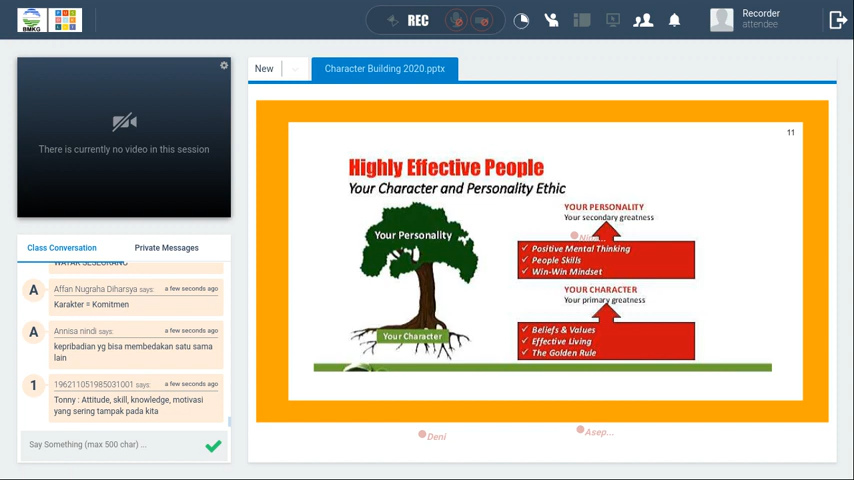 BMKG
REC
Recorder
attendee
There is currently no video in this session
Class Conversation
Private Messages
A
Affan Nugraha Diharsya says:
a few seconds ago
Karakter = Komitmen
A
Annisa nindi says:
a few seconds ago
kepribadian yg bisa membedakan satu sama
lain
1
196211051985031001 says:
a few seconds ago
Tonny : Attitude, skill, knowledge, motivasi
yang sering tampak pada kita
Say Something (max 500 char) ...
New
Character Building 2020.pptx
11
Highly Effective People
Your Character and Personality Ethic
Your Personality
Your Character
YOUR PERSONALITY
Your secondary greatness
✓ Positive Mental Thinking
✓ People Skills
✓ Win-Win Mindset
YOUR CHARACTER
Your primary greatness
✓ Beliefs & Values
✓ Effective Living
✓ The Golden Rule
Deni
Asep...